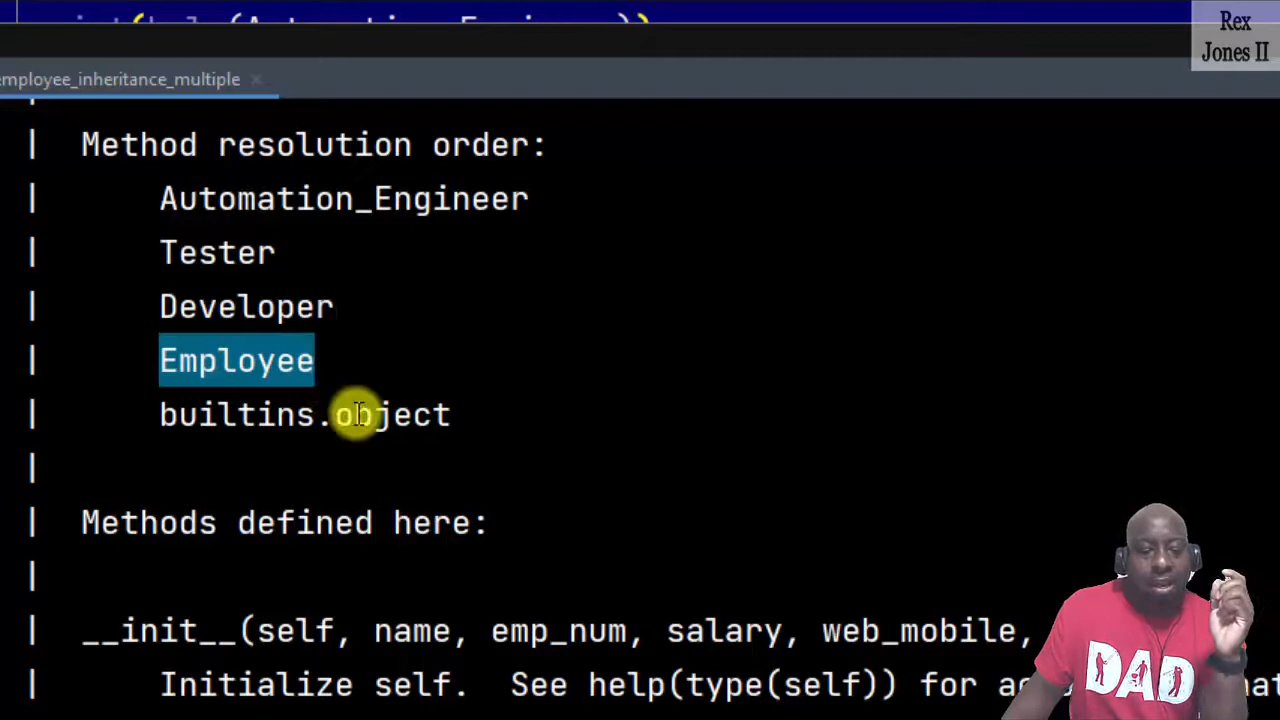 Rex
Jones II
employee_inheritance_multiple
| Method resolution order:
| Automation_Engineer
| Tester
| Developer
| Employee
| builtins.object
|
| Methods defined here:
|
| __init__(self, name, emp_num, salary, web_mobile,
| Initialize self. See help(type(self)) for
DAD